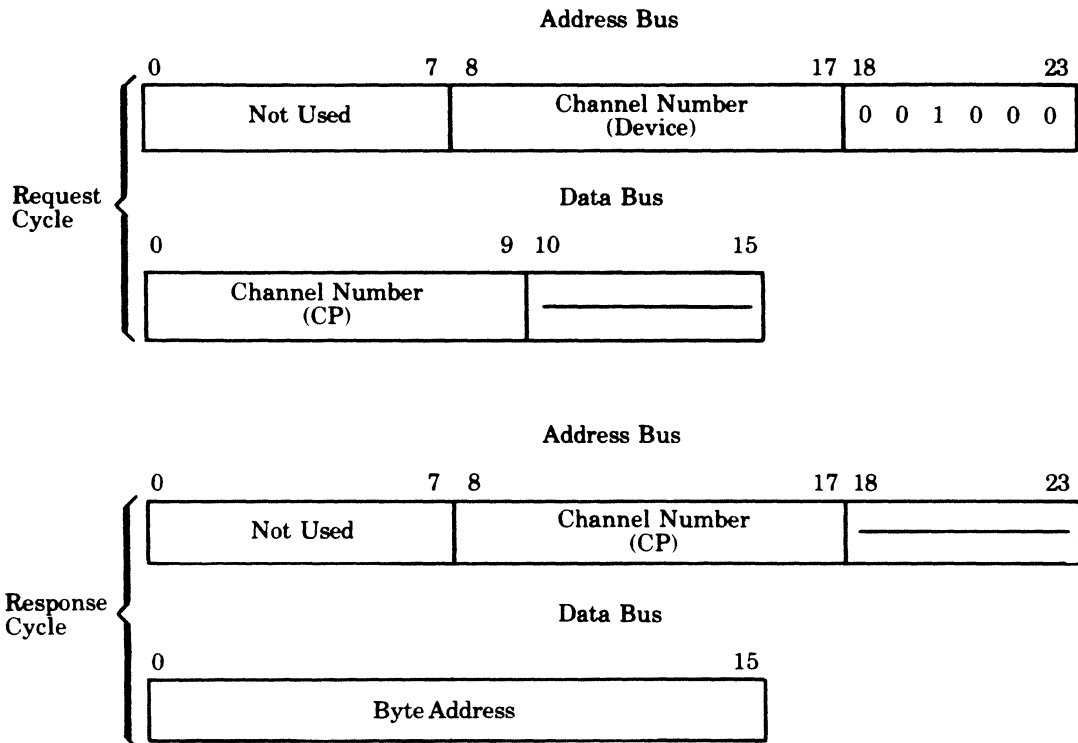 Address Bus
0 7 8 17 18 23
Not Used
Channel Number
(Device)
0 0 1 0 0 0
Request
Cycle
Data Bus
0 9 10 15
Channel Number
(CP)
Address Bus
0 7 8 17 18 23
Not Used
Channel Number
(CP)
Response
Cycle
Data Bus
0 15
Byte Address